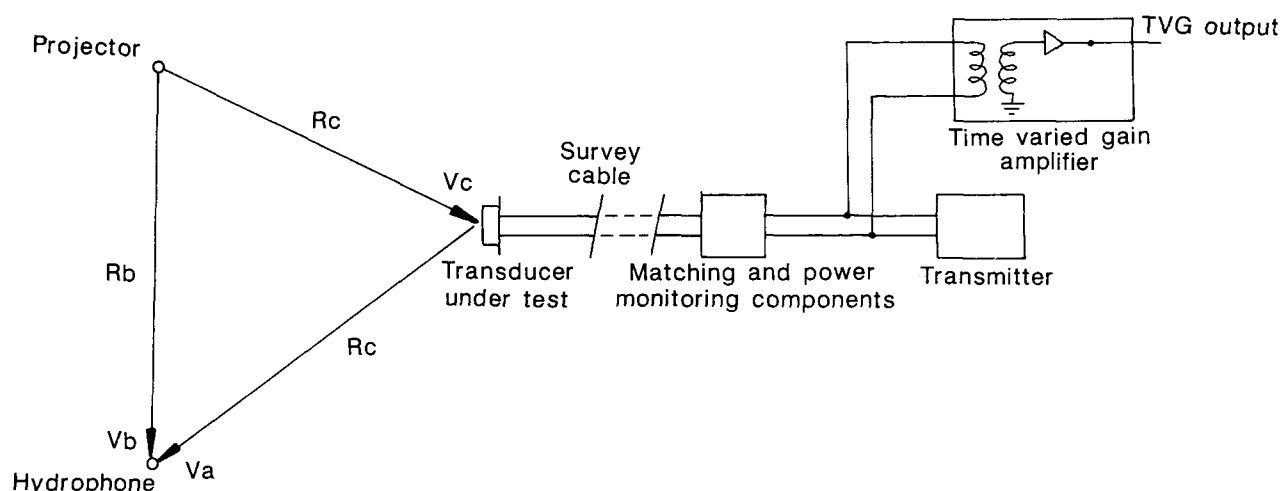 TVG output
Projector
Rc
Time varied gain
amplifier
Survey
cable
Vc
Rb
Transducer
under test
Matching and power
monitoring components
Transmitter
Rc
Vb
Va
Hydrophone